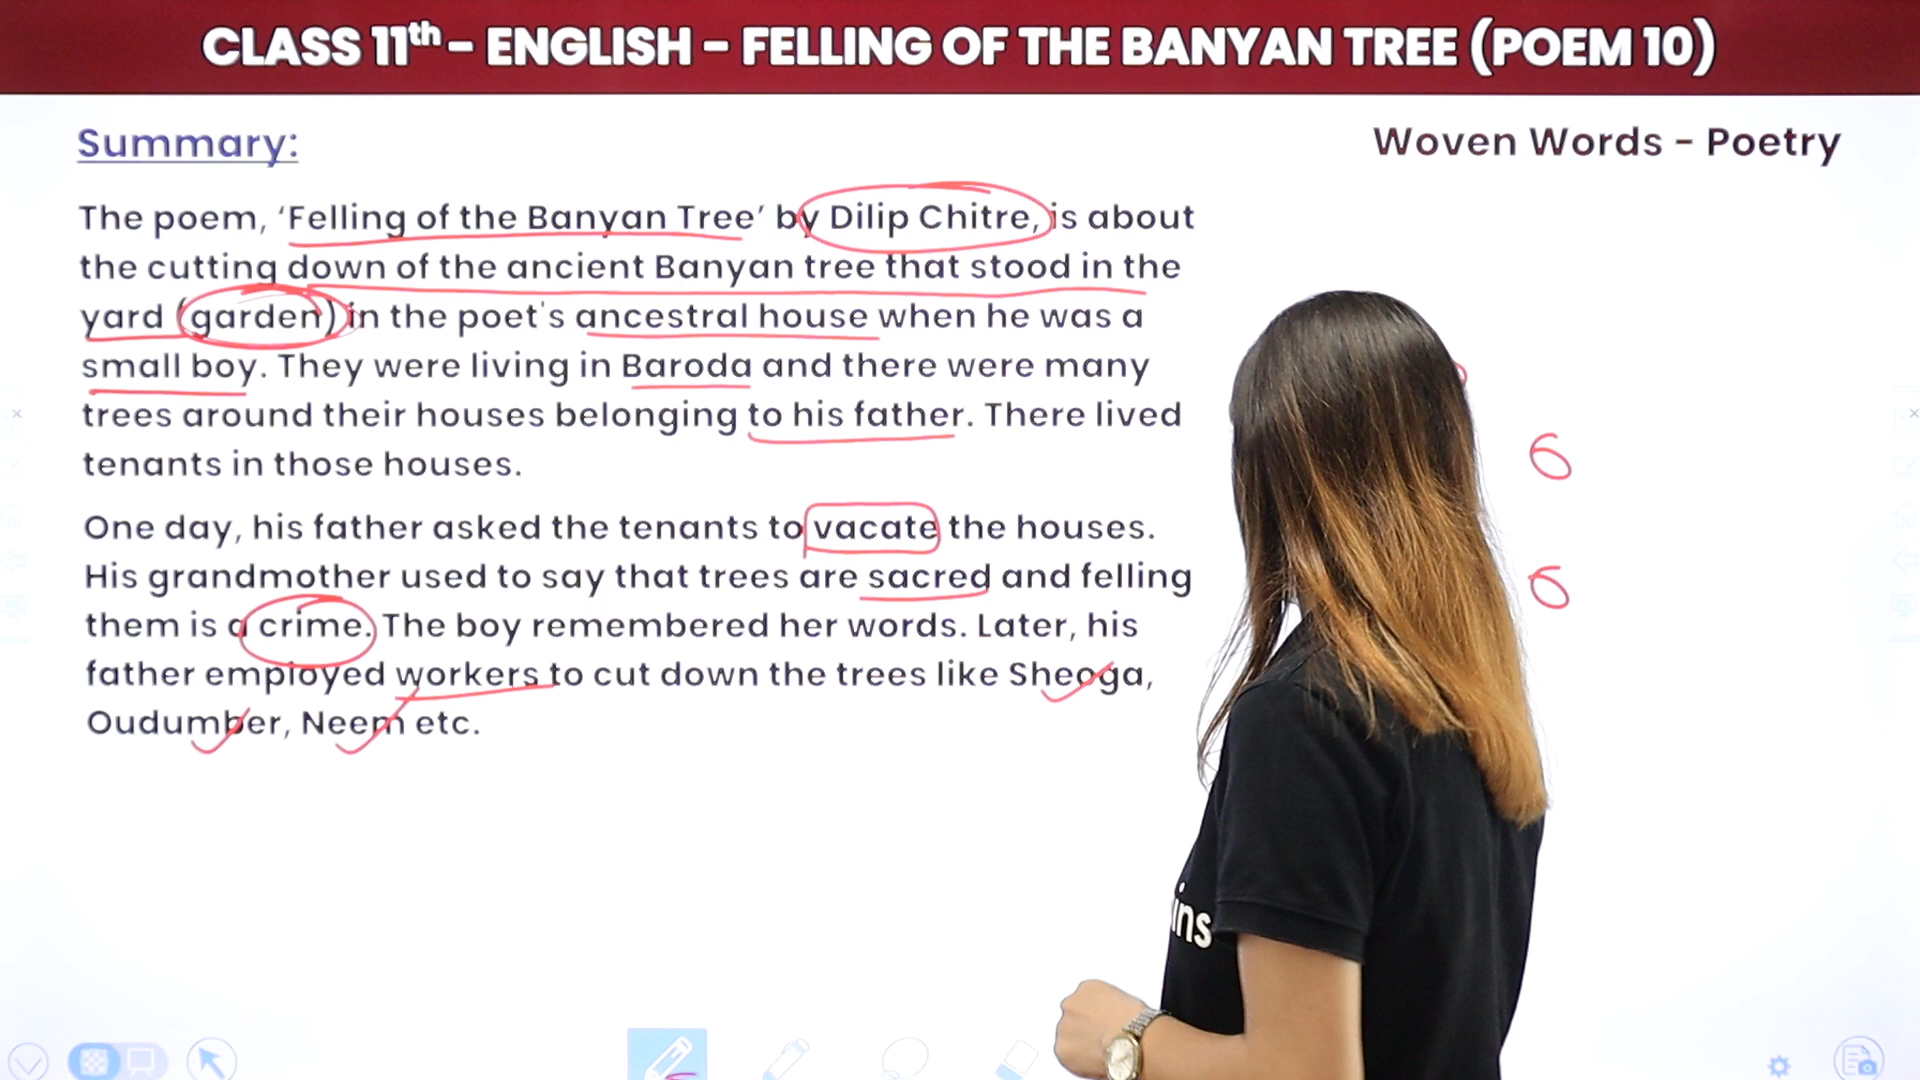 CLASS 11th – ENGLISH – FELLING OF THE BANYAN TREE (POEM 10)
Summary:
Woven Words – Poetry
The poem, ‘Felling of the Banyan Tree’ by Dilip Chitre, is about
the cutting down of the ancient Banyan tree that stood in the
yard (garden) in the poet's ancestral house when he was a
small boy. They were living in Baroda and there were many
trees around their houses belonging to his father. There lived
tenants in those houses.
One day, his father asked the tenants to vacate the houses.
His grandmother used to say that trees are sacred and felling
them is a crime. The boy remembered her words. Later, his
father employed workers to cut down the trees like Sheoga,
Oudumber, Neem etc.
6